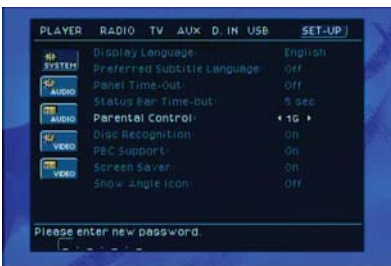 PLAYER RADIO TV AUX D. IN USB SET-UP
SYSTEM
AUDIO
AUDIO
VIDEO
VIDEO
Display Language: English
Preferred Subtitle Language: Off
Panel Time-Out: Off
Status Bar Time-out: 5 sec
Parental Control: 1G
Disc Recognition: On
PBC Support: On
Screen Saver: On
Show Angle Icon: Off
Please enter new password.
_ . _ . _ . _